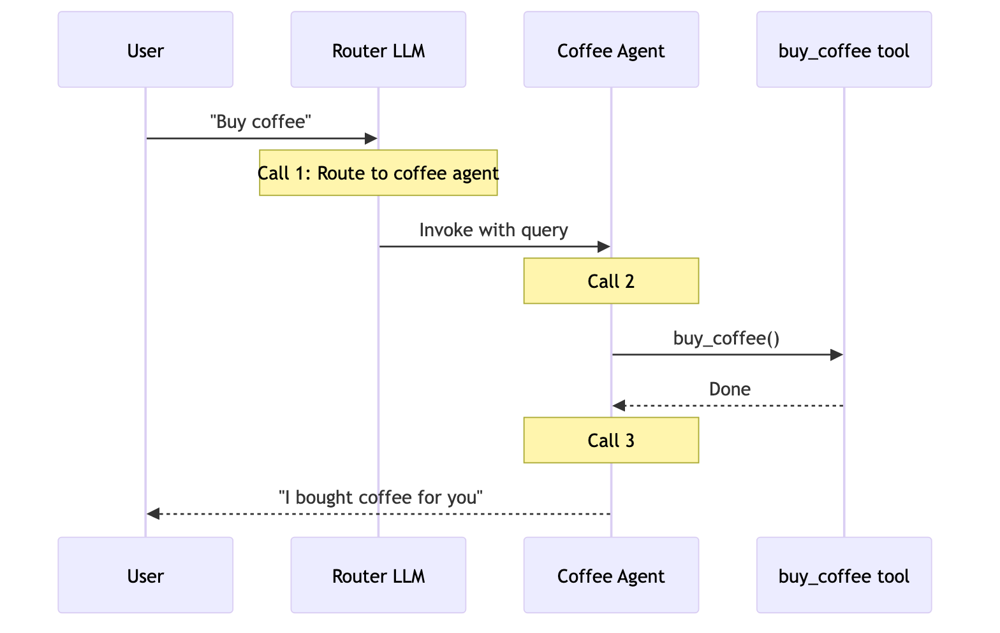 User
Router LLM
Coffee Agent
buy_coffee tool
"Buy coffee"
Call 1: Route to coffee agent
Invoke with query
Call 2
buy_coffee()
Done
Call 3
"I bought coffee for you"
User
Router LLM
Coffee Agent
buy_coffee tool